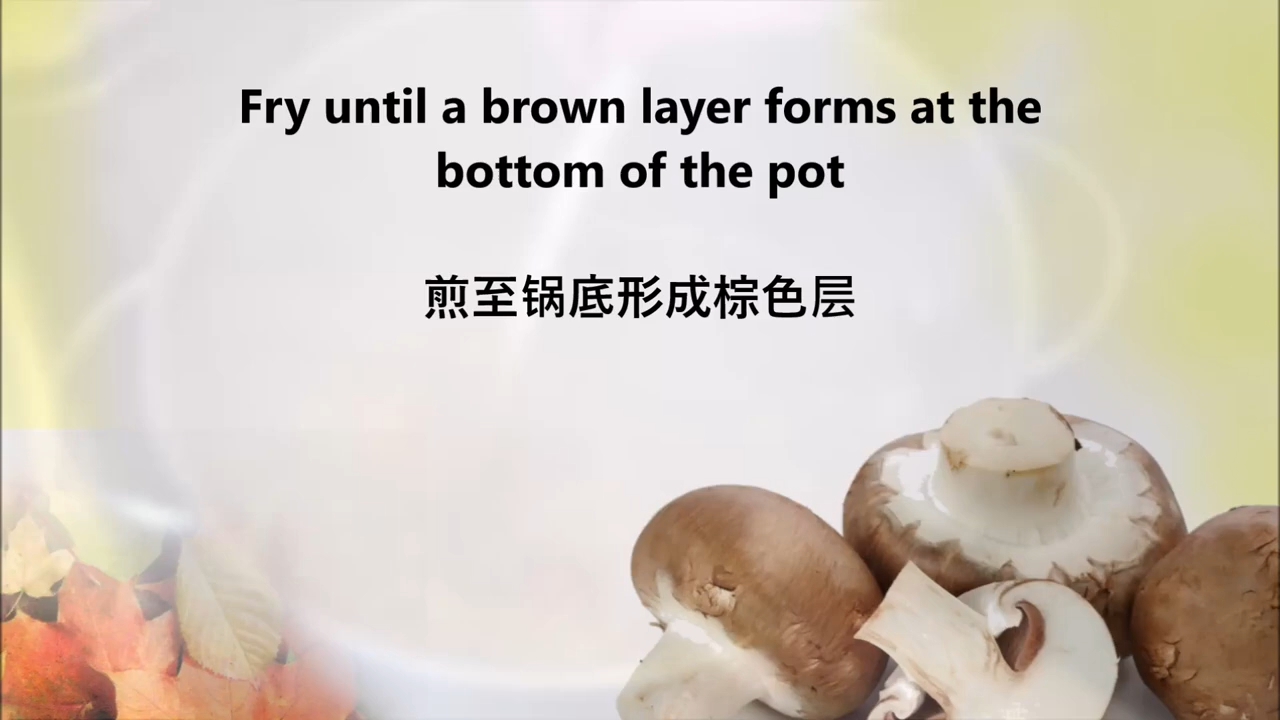 Fry until a brown layer forms at the
bottom of the pot
煎至锅底形成棕色层